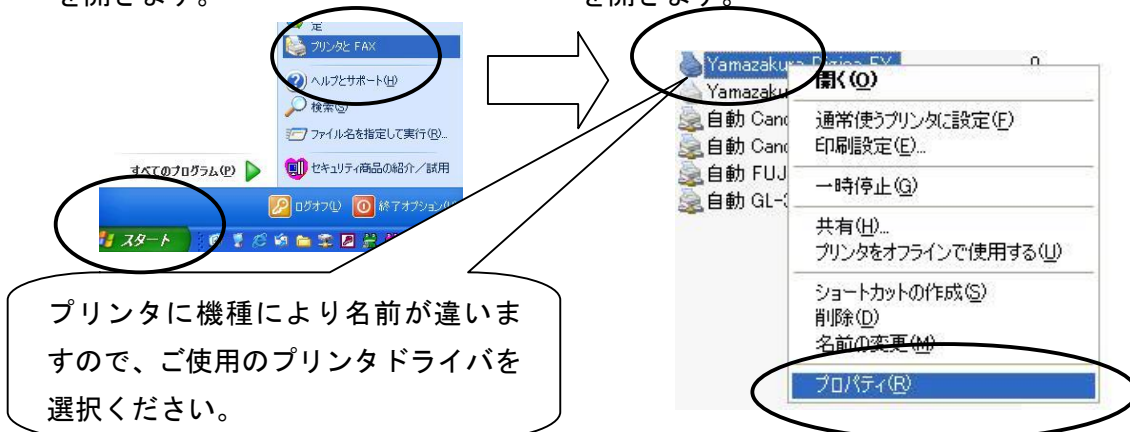 を開きます。
を開きます。
定
プリンタと FAX
ヘルプとサポート(H)
検索(S)
ファイル名を指定して実行(R)...
すべてのプログラム(P)
セキュリティ商品の紹介/試用
ログオフ(L)
終了オプション(U)
スタート
プリンタに機種により名前が違いま
すので、ご使用のプリンタドライバを
選択ください。
Yamazakura
0
Yamazaku
自動 Cano
自動 Cano
自動 FUJ
自動 GL-
開く(O)
通常使うプリンタに設定(F)
印刷設定(E)...
一時停止(G)
共有(H)...
プリンタをオフラインで使用する(U)
ショートカットの作成(S)
削除(D)
名前の変更(M)
プロパティ(R)